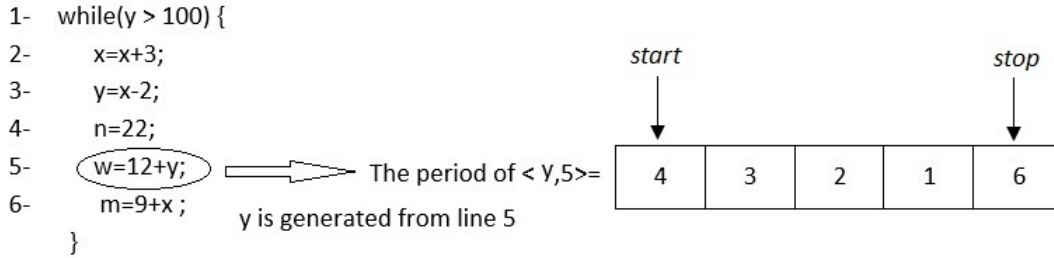 1- while(y > 100) {
2- x=x+3;
3- y=x-2;
4- n=22;
5- w=12+y;
6- m=9+x ;
}
The period of < Y,5>=
y is generated from line 5
start
stop
4 3 2 1 6